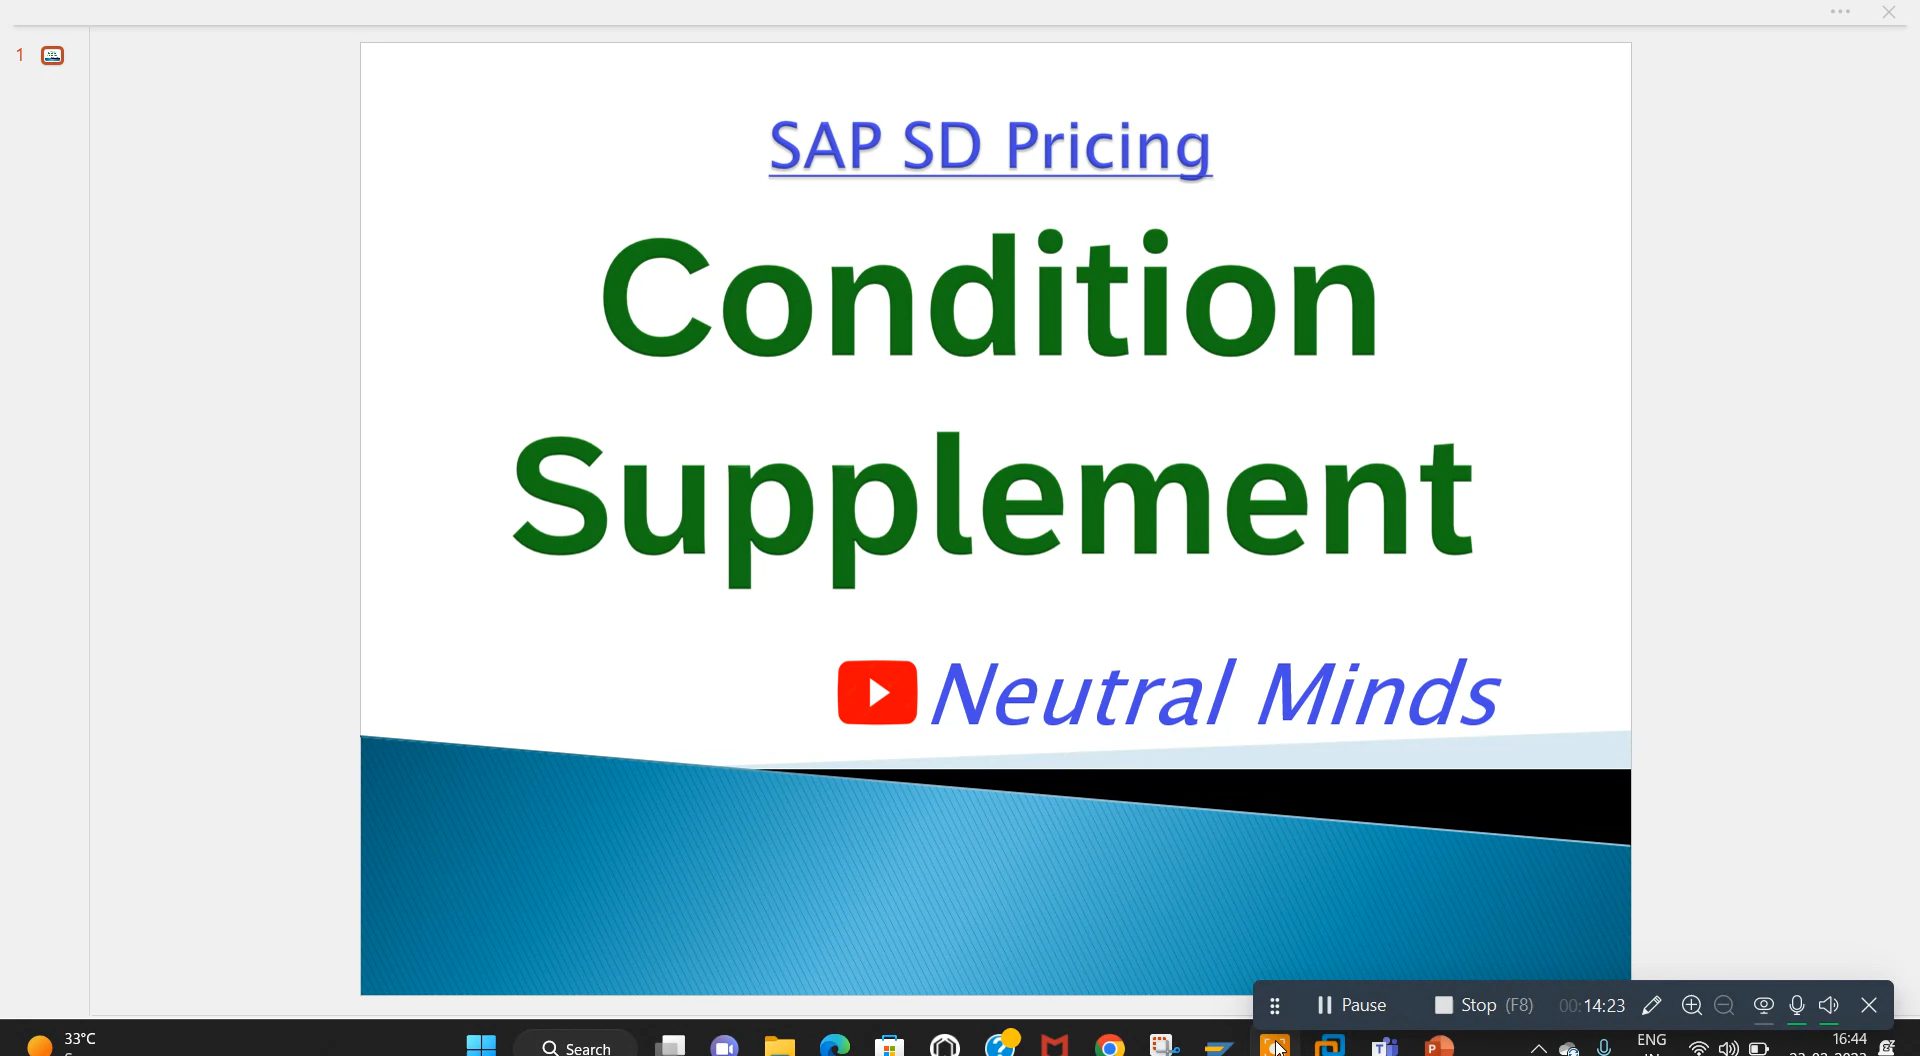 1
SAP SD Pricing
Condition
Supplement
Neutral Minds
Pause
Stop (F8)
00:14:23
33°C
Search
ENG
16:44